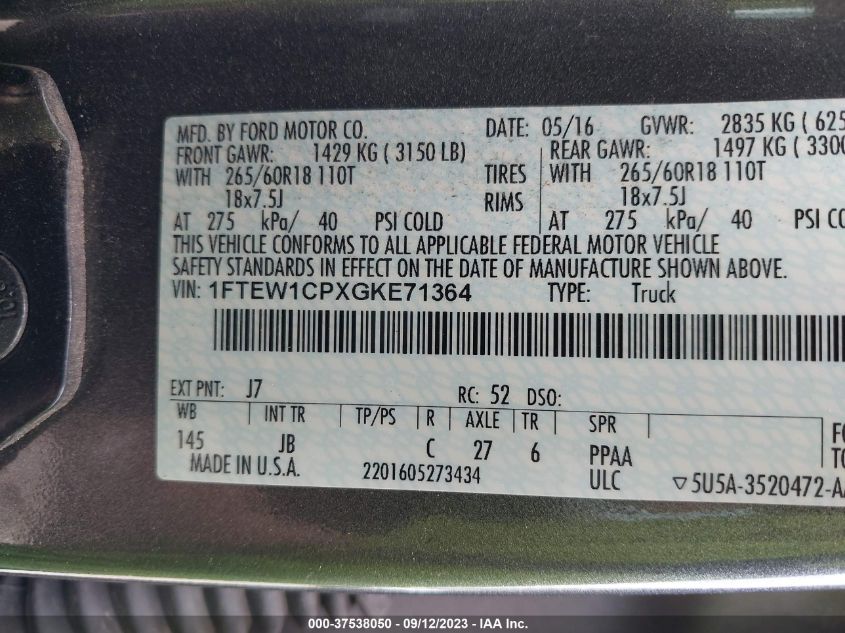 MFD. BY FORD MOTOR CO. DATE: 05/16 GVWR: 2835 KG ( 625
FRONT GAWR: 1429 KG ( 3150 LB) REAR GAWR: 1497 KG ( 3300
WITH 265/60R18 110T TIRES WITH 265/60R18 110T
18x7.5J RIMS 18x7.5J
AT 275 kPa/ 40 PSI COLD AT 275 kPa/ 40 PSI CO
THIS VEHICLE CONFORMS TO ALL APPLICABLE FEDERAL MOTOR VEHICLE
SAFETY STANDARDS IN EFFECT ON THE DATE OF MANUFACTURE SHOWN ABOVE.
VIN: 1FTEW1CPXGKE71364 TYPE: Truck
EXT PNT: J7 RC: 52 DSO:
WB INT TR TP/PS R AXLE TR SPR
145 JB C 27 6 PPAA
MADE IN U.S.A. 2201605273434 ULC ▽5U5A-3520472-A
000-37538050 - 09/12/2023 - IAA Inc.